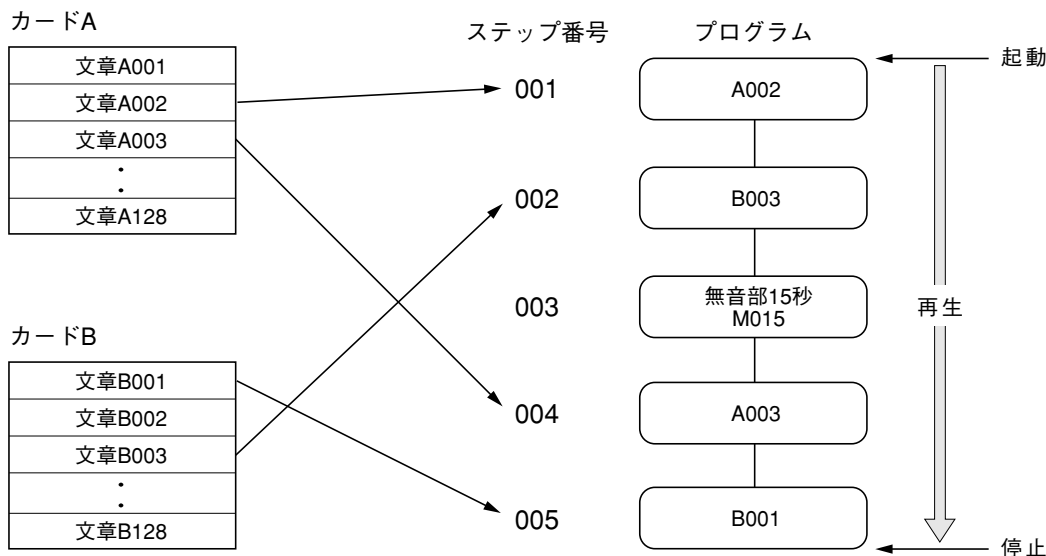 カードA
文章A001
文章A002
文章A003
:
文章A128
カードB
文章B001
文章B002
文章B003
:
文章B128
ステップ番号
001
002
003
004
005
プログラム
A002
B003
無音部15秒
M015
A003
B001
起動
再生
停止